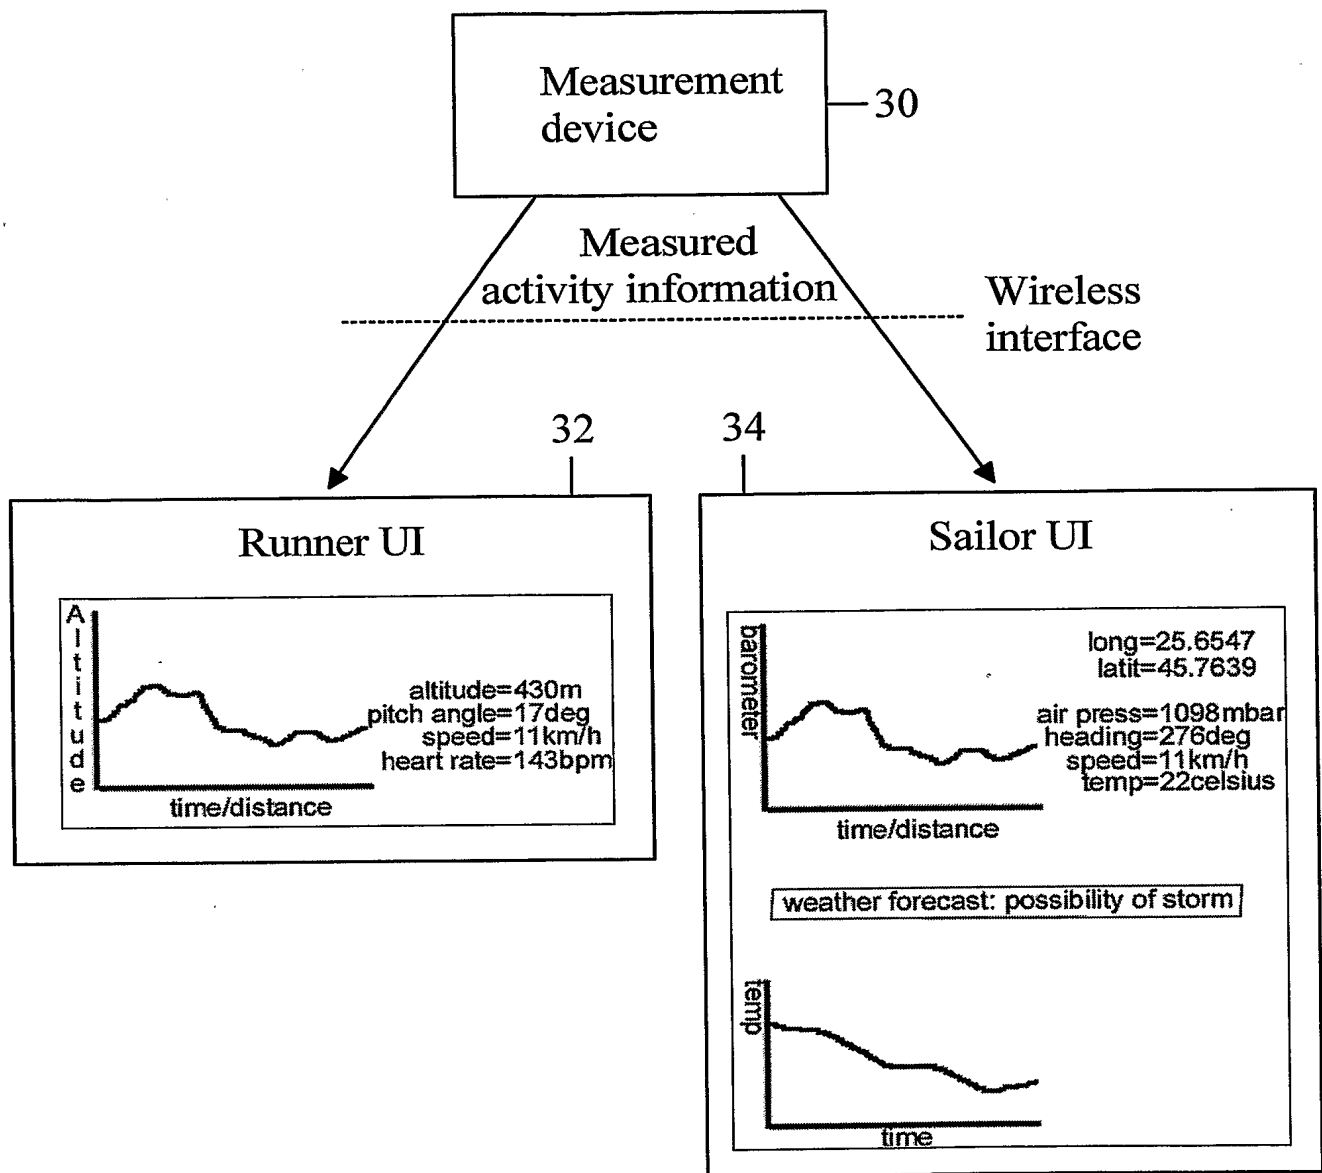 Measurement
device
30
Measured
activity information
Wireless
interface
32
34
Runner UI
Altitude
altitude=430m
pitch angle=17deg
speed=11km/h
heart rate=143bpm
time/distance
Sailor UI
barometer
long=25.6547
latit=45.7639
air press=1098mbar
heading=276deg
speed=11km/h
temp=22celsius
time/distance
weather forecast: possibility of storm
temp
time